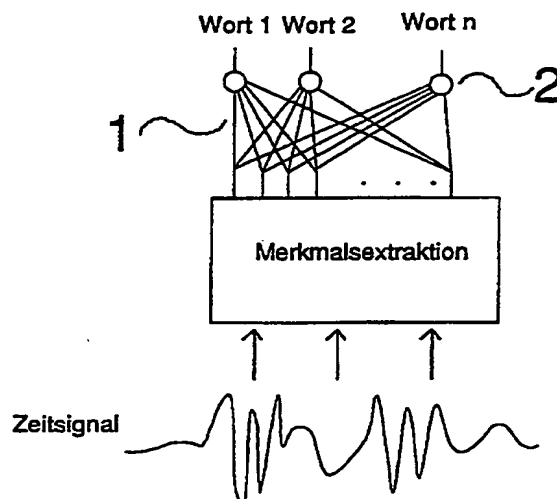 Wort 1 Wort 2 Wort n
1
2
. . .
Merkmalsextraktion
Zeitsignal